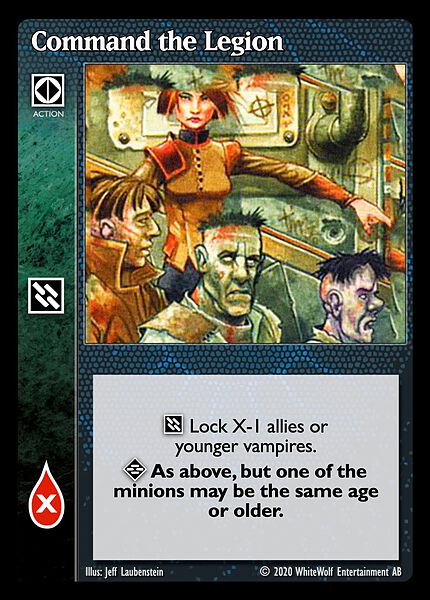 Command the Legion
ACTION
Lock X-1 allies or
younger vampires.
As above, but one of the
minions may be the same age
or older.
X
Illus: Jeff Laubenstein © 2020 WhiteWolf Entertainment AB